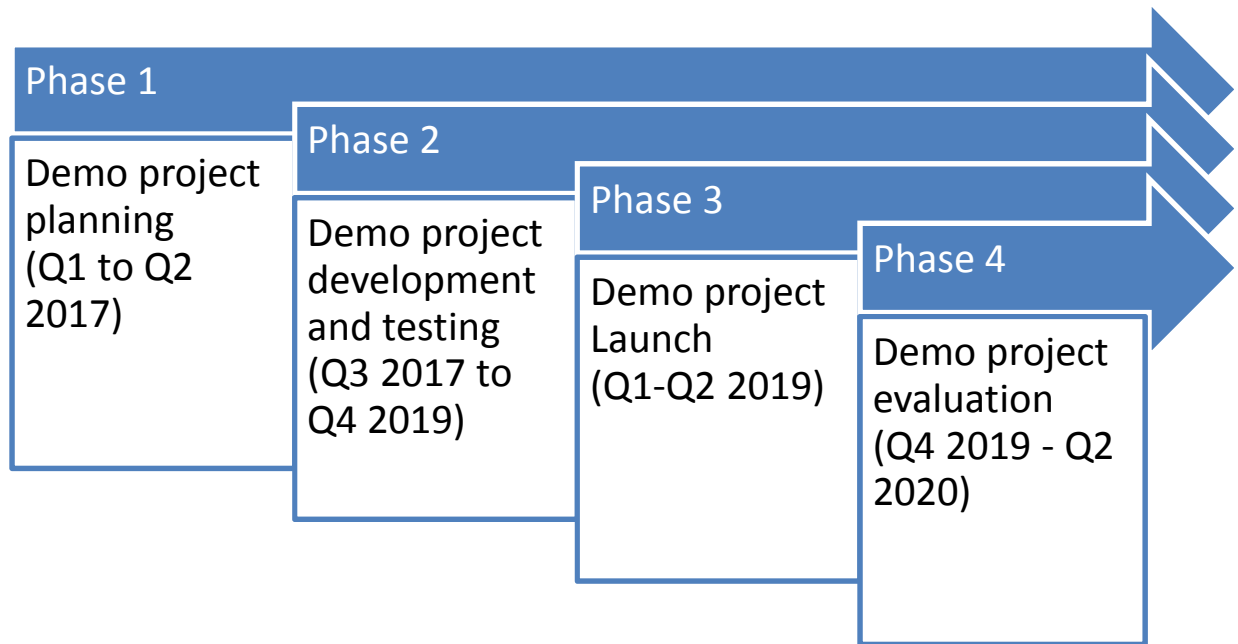 Phase 1
Demo project
planning
(Q1 to Q2
2017)
Phase 2
Demo project
development
and testing
(Q3 2017 to
Q4 2019)
Phase 3
Demo project
Launch
(Q1-Q2 2019)
Phase 4
Demo project
evaluation
(Q4 2019 - Q2
2020)